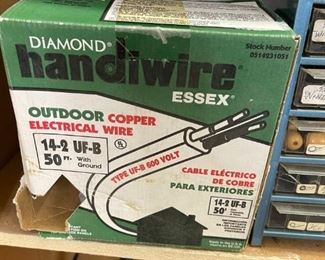 DiAMOND®
Stock Number
0514231051
handiwire®
ESSEX®
OUTDOOR COPPER
ELECTRICAL WIRE
14-2 UF-B
50 FT. With Ground
TYPE UF-B 600 VOLT
CABLE ELÉCTRICO
DE COBRE
PARA EXTERIORES
14-2 UF-B
50'